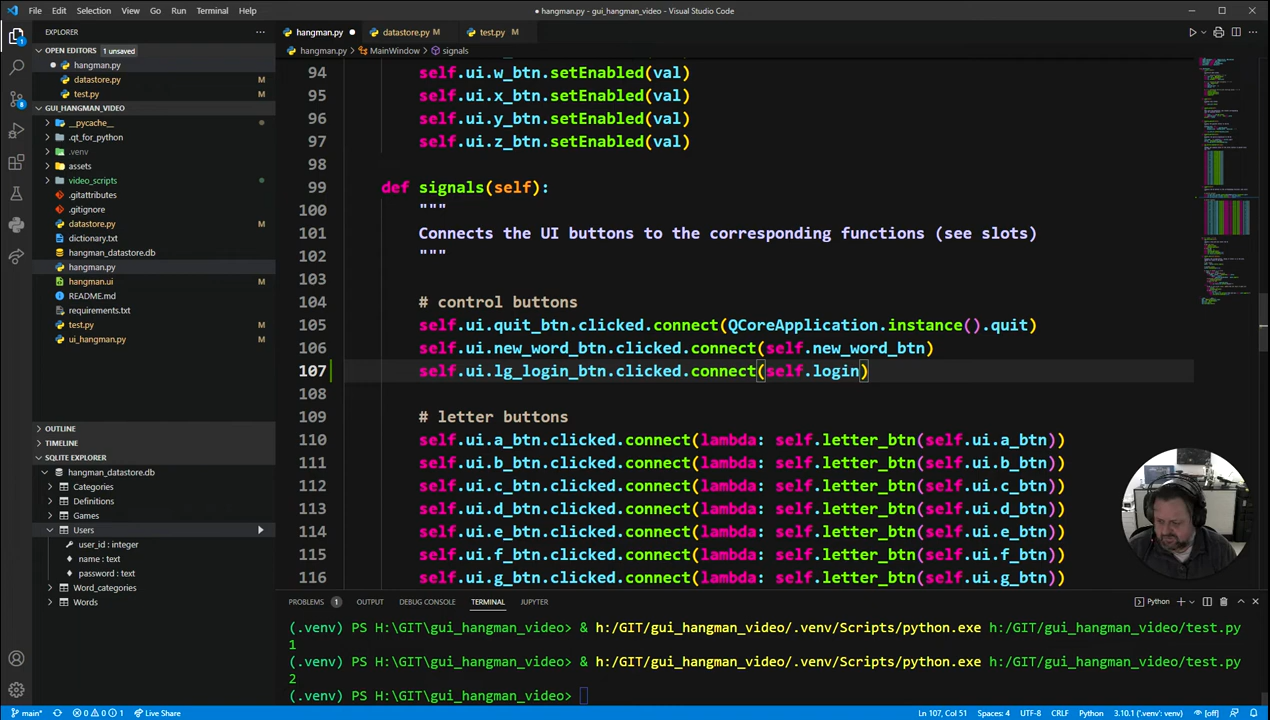 File Edit Selection View Go Run Terminal Help
● hangman.py - gui_hangman_video - Visual Studio Code
EXPLORER
OPEN EDITORS 1 unsaved
hangman.py
datastore.py M
test.py M
GUI_HANGMAN_VIDEO
__pycache__
.qt_for_python
.venv
assets
video_scripts
.gitattributes
.gitignore
datastore.py M
dictionary.txt
hangman_datastore.db
hangman.py
hangman.ui M
README.md
requirements.txt
test.py M
ui_hangman.py M
OUTLINE
TIMELINE
SQLITE EXPLORER
hangman_datastore.db
Categories
Definitions
Games
Users
user_id : integer
name : text
password : text
Word_categories
Words
hangman.py ● datastore.py M test.py M
hangman.py > MainWindow > signals
94 self.ui.w_btn.setEnabled(val)
95 self.ui.x_btn.setEnabled(val)
96 self.ui.y_btn.setEnabled(val)
97 self.ui.z_btn.setEnabled(val)
98
99 def signals(self):
100 """
101 Connects the UI buttons to the corresponding functions (see slots)
102 """
103
104 # control buttons
105 self.ui.quit_btn.clicked.connect(QCoreApplication.instance().quit)
106 self.ui.new_word_btn.clicked.connect(self.new_word_btn)
107 self.ui.lg_login_btn.clicked.connect(self.login)
108
109 # letter buttons
110 self.ui.a_btn.clicked.connect(lambda: self.letter_btn(self.ui.a_btn))
111 self.ui.b_btn.clicked.connect(lambda: self.letter_btn(self.ui.b_btn))
112 self.ui.c_btn.clicked.connect(lambda: self.letter_btn(self.ui.c_btn))
113 self.ui.d_btn.clicked.connect(lambda: self.letter_btn(self.ui.d_btn))
114 self.ui.e_btn.clicked.connect(lambda: self.letter_btn(self.ui.e_btn))
115 self.ui.f_btn.clicked.connect(lambda: self.letter_btn(self.ui.f_btn))
116 self.ui.g_btn.clicked.connect(lambda: self.letter_btn(self.ui.g_btn))
PROBLEMS 1 OUTPUT DEBUG CONSOLE TERMINAL JUPYTER
Python
(.venv) PS H:\GIT\gui_hangman_video> & h:/GIT/gui_hangman_video/.venv/Scripts/python.exe h:/GIT/gui_hangman_video/test.py
1
(.venv) PS H:\GIT\gui_hangman_video> & h:/GIT/gui_hangman_video/.venv/Scripts/python.exe h:/GIT/gui_hangman_video/test.py
2
(.venv) PS H:\GIT\gui_hangman_video>
main* 0 0 1 Live Share
Ln 107, Col 51 Spaces: 4 UTF-8 CRLF Python 3.10.1 ('.venv': venv) [off]